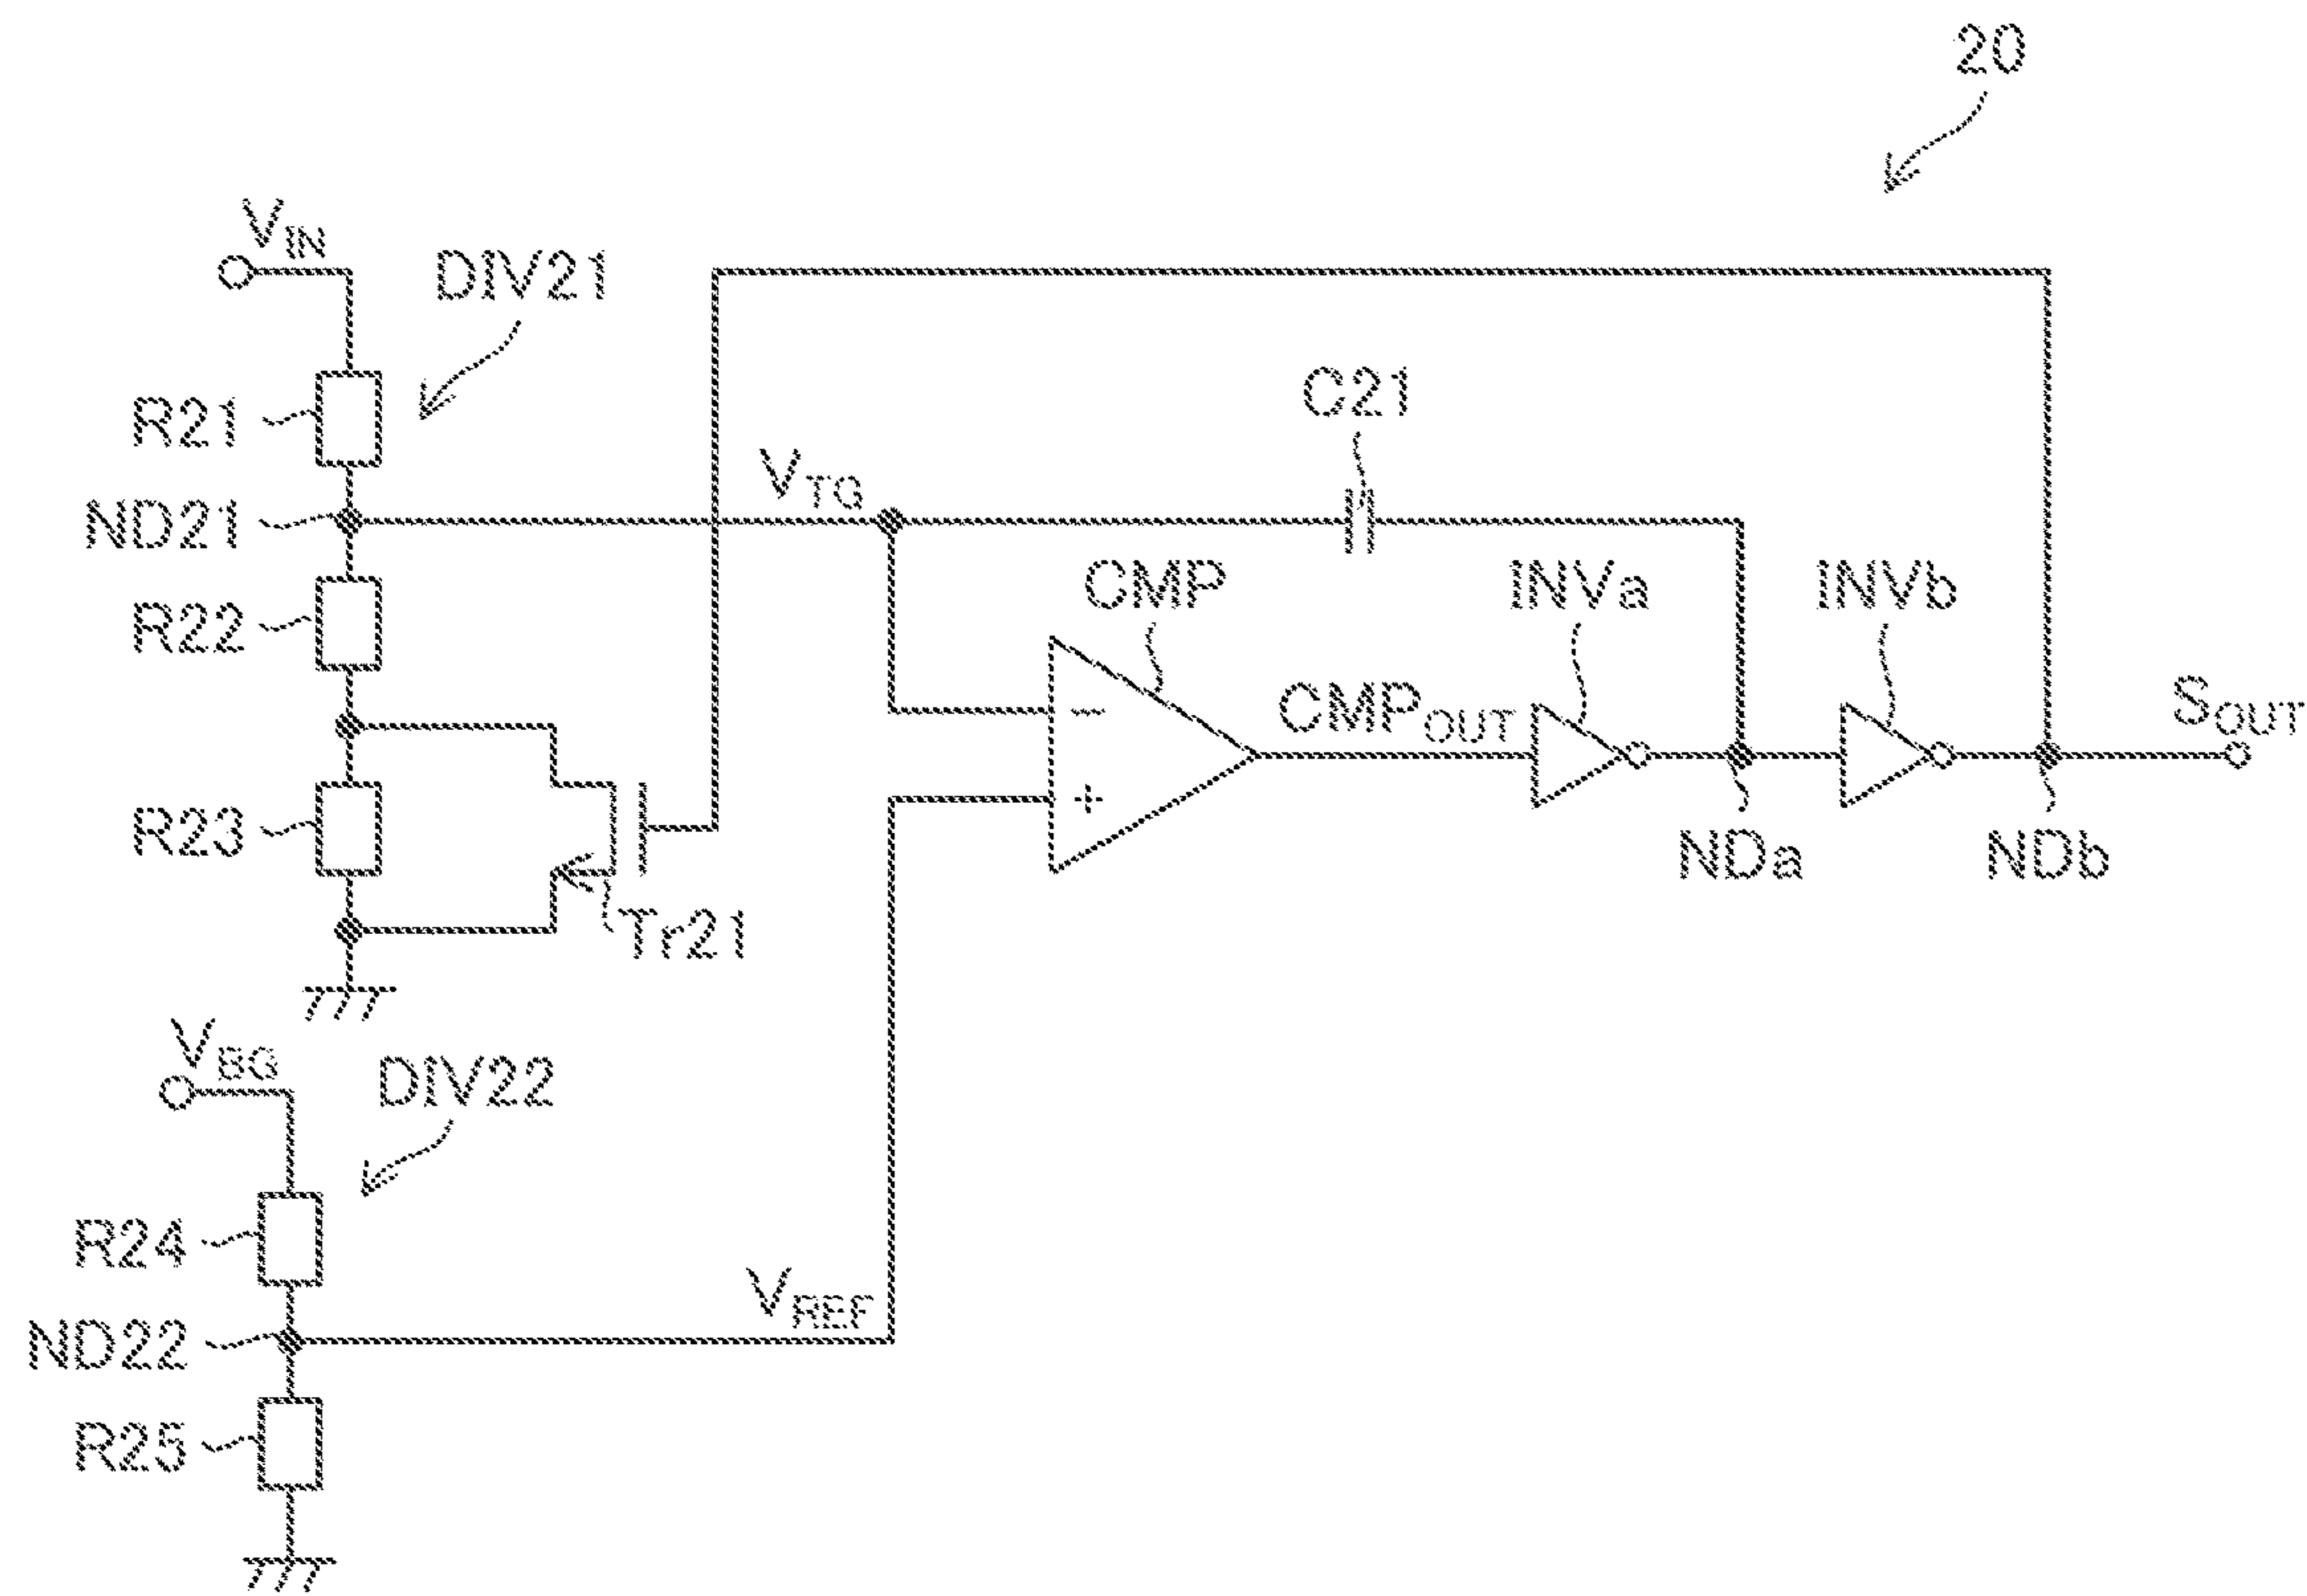 20
VIN
DIV21
R21
C21
VTG
ND21
CMP
INVa
INVb
R22
CMPOUT
SOUT
−
+
R23
NDa
NDb
Tr21
VBG
DIV22
R24
VREF
ND22
R25